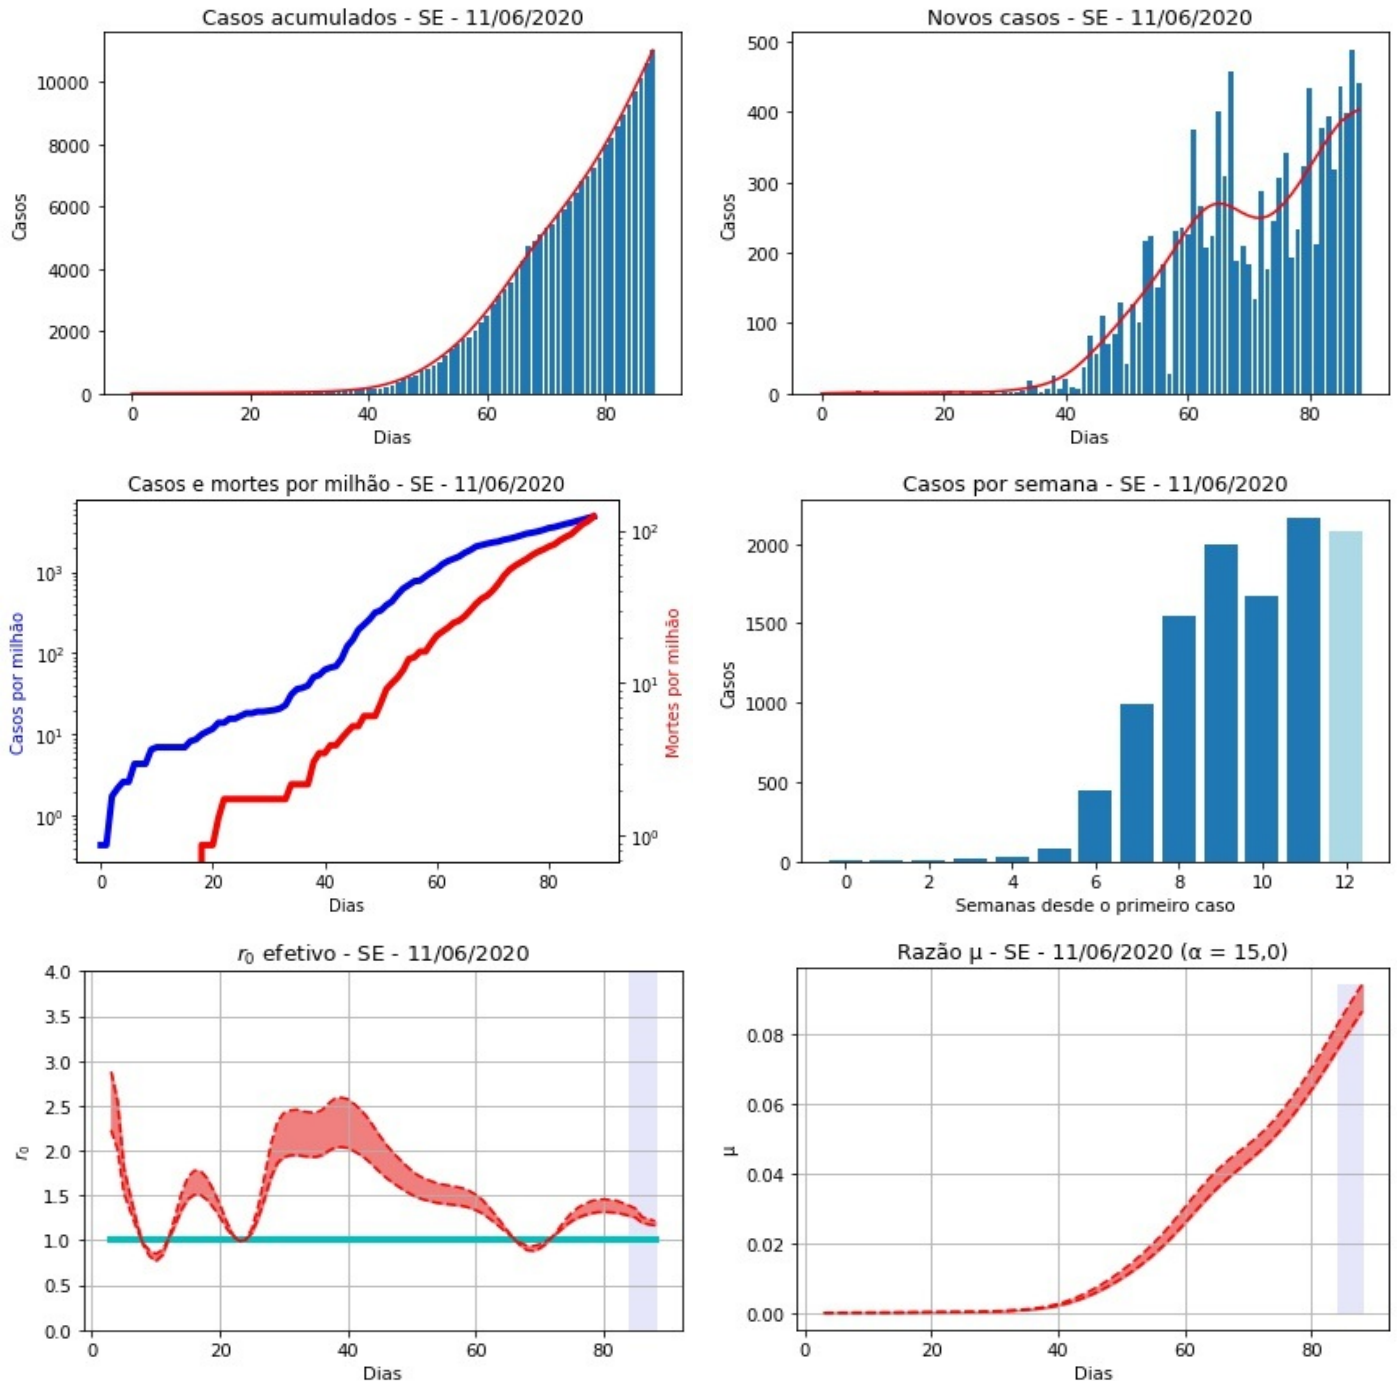 Casos acumulados - SE - 11/06/2020
Casos
10000
8000
6000
4000
2000
0
0 20 40 60 80
Dias
Novos casos - SE - 11/06/2020
Casos
500
400
300
200
100
0
0 20 40 60 80
Dias
Casos e mortes por milhão - SE - 11/06/2020
Casos por milhão
10³
10²
10¹
10⁰
Mortes por milhão
10²
10¹
10⁰
0 20 40 60 80
Dias
Casos por semana - SE - 11/06/2020
Casos
2000
1500
1000
500
0
0 2 4 6 8 10 12
Semanas desde o primeiro caso
r₀ efetivo - SE - 11/06/2020
r₀
4.0
3.5
3.0
2.5
2.0
1.5
1.0
0.5
0.0
0 20 40 60 80
Dias
Razão μ - SE - 11/06/2020 (α = 15,0)
μ
0.08
0.06
0.04
0.02
0.00
0 20 40 60 80
Dias